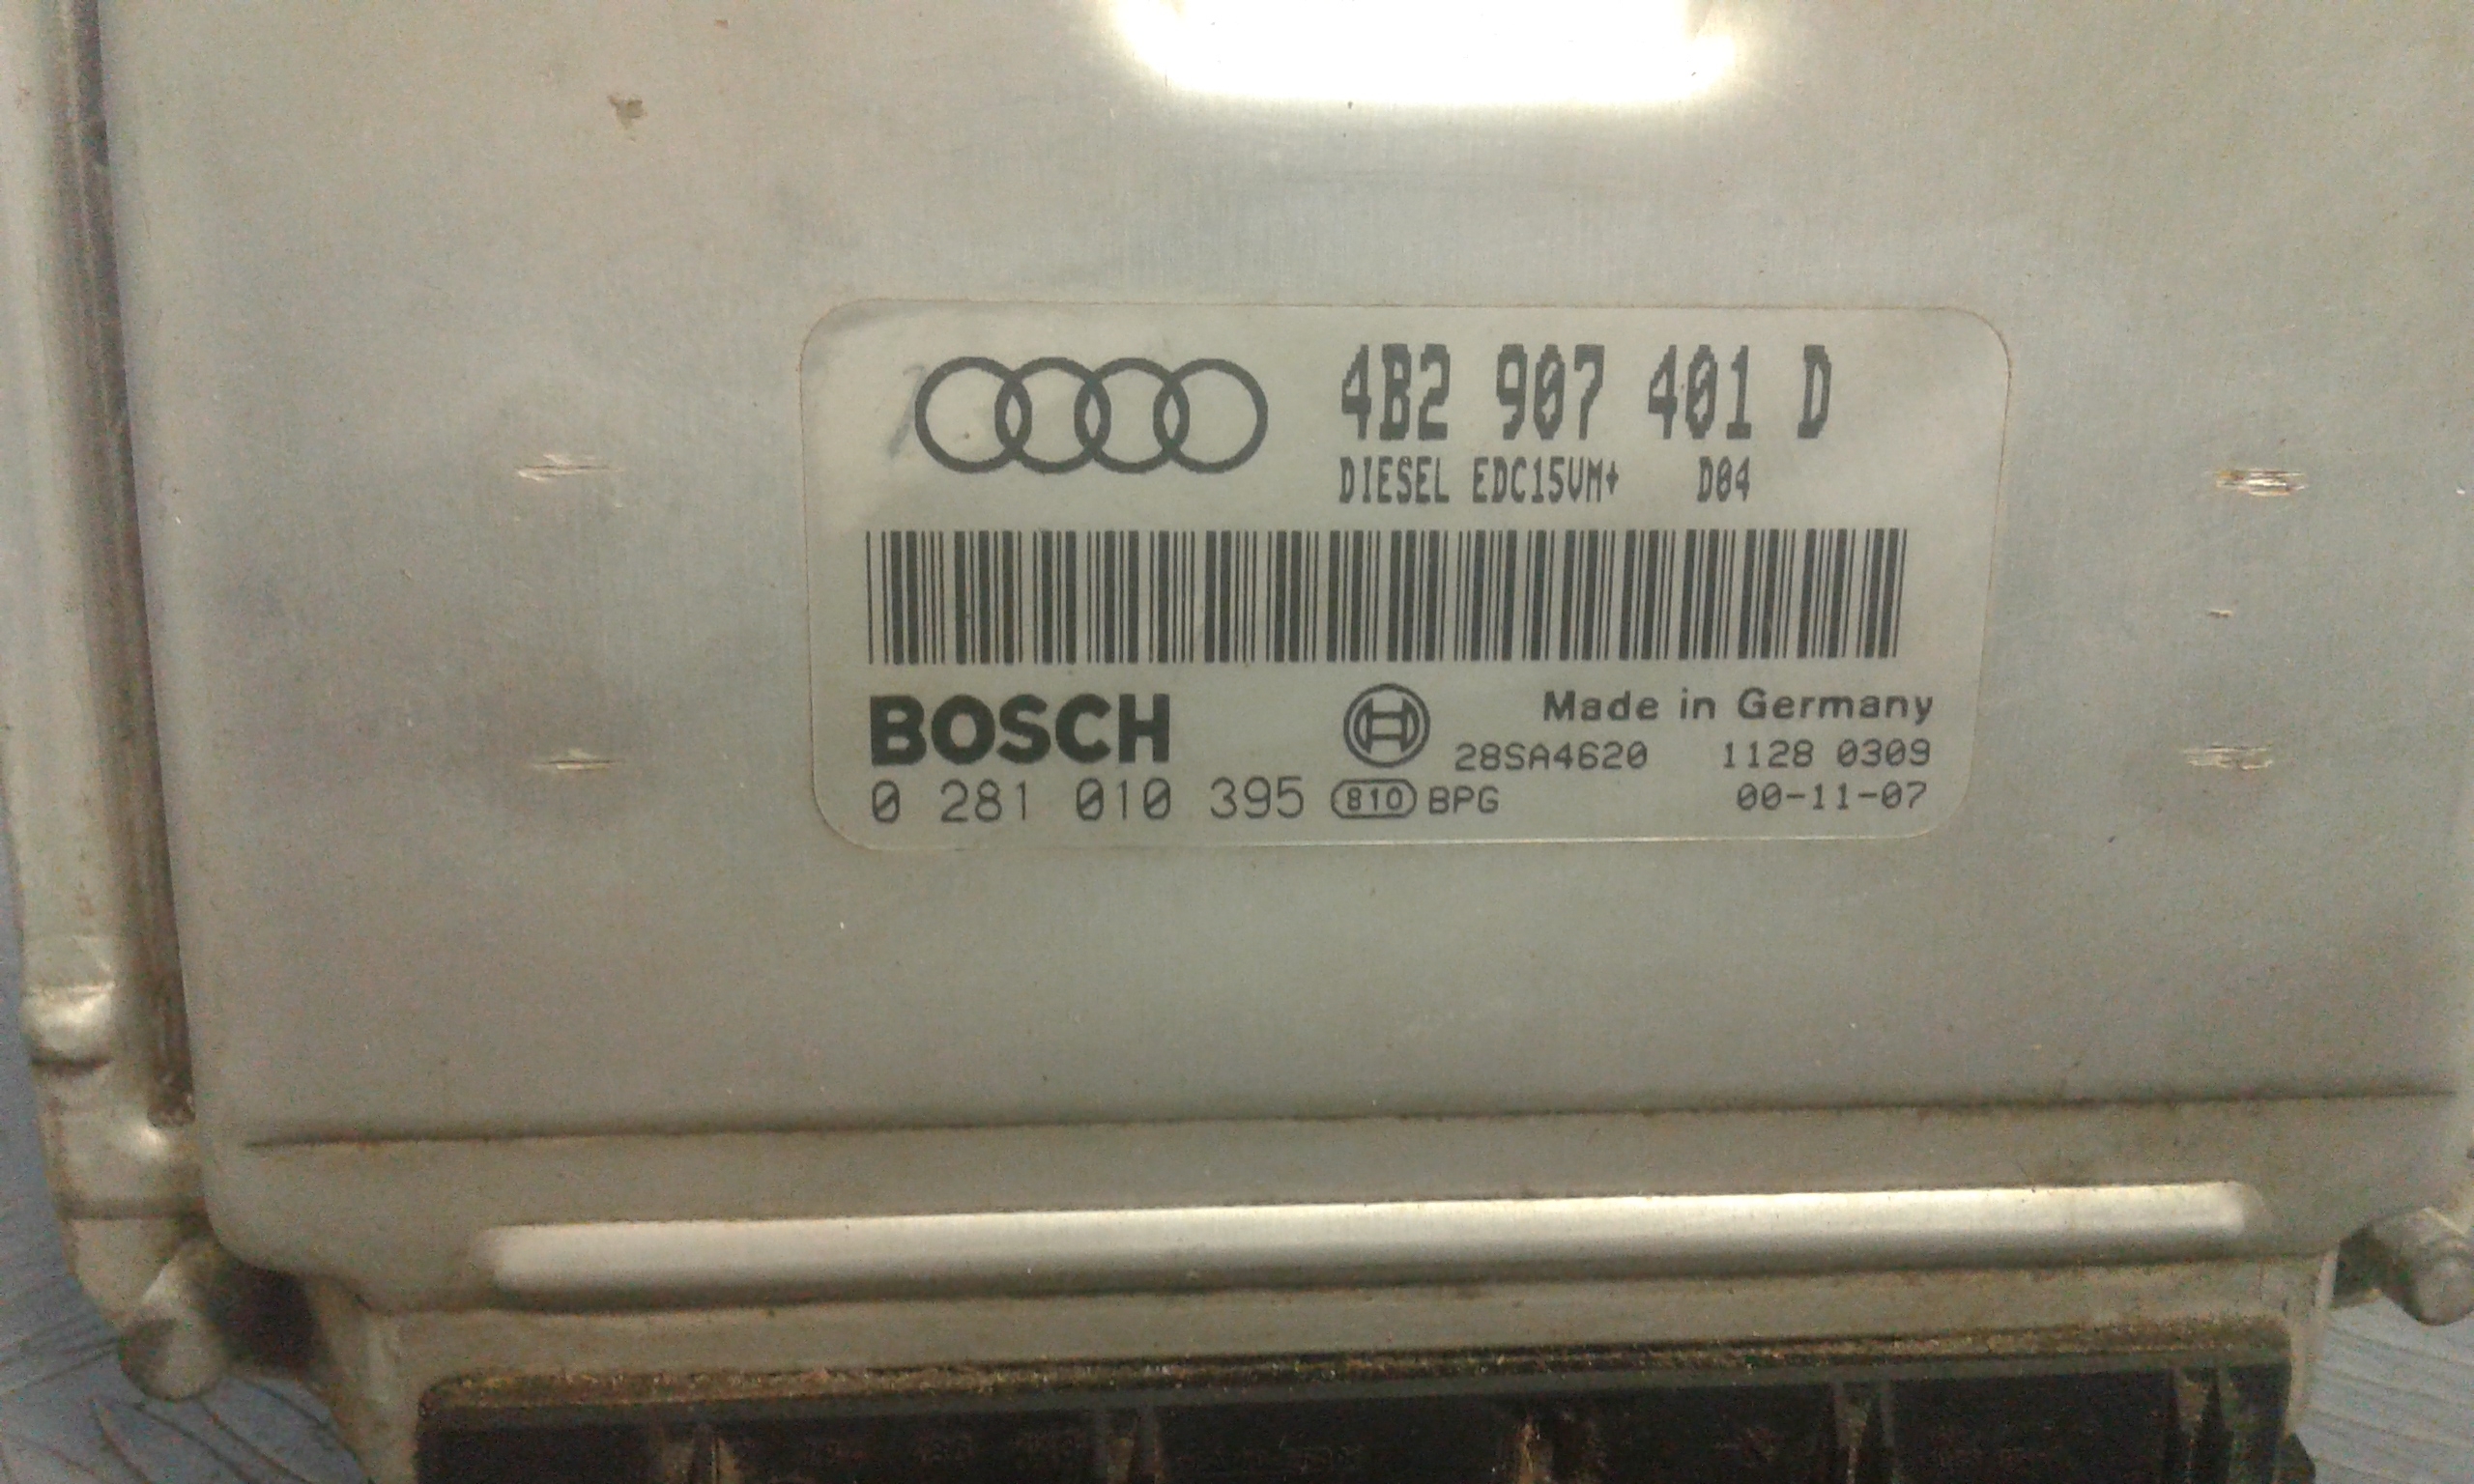 4B2 907 401 D
DIESEL EDC15VM+ D04
BOSCH
Made in Germany
28SA4620 1128 0309
0 281 010 395 810 BPG 00-11-07